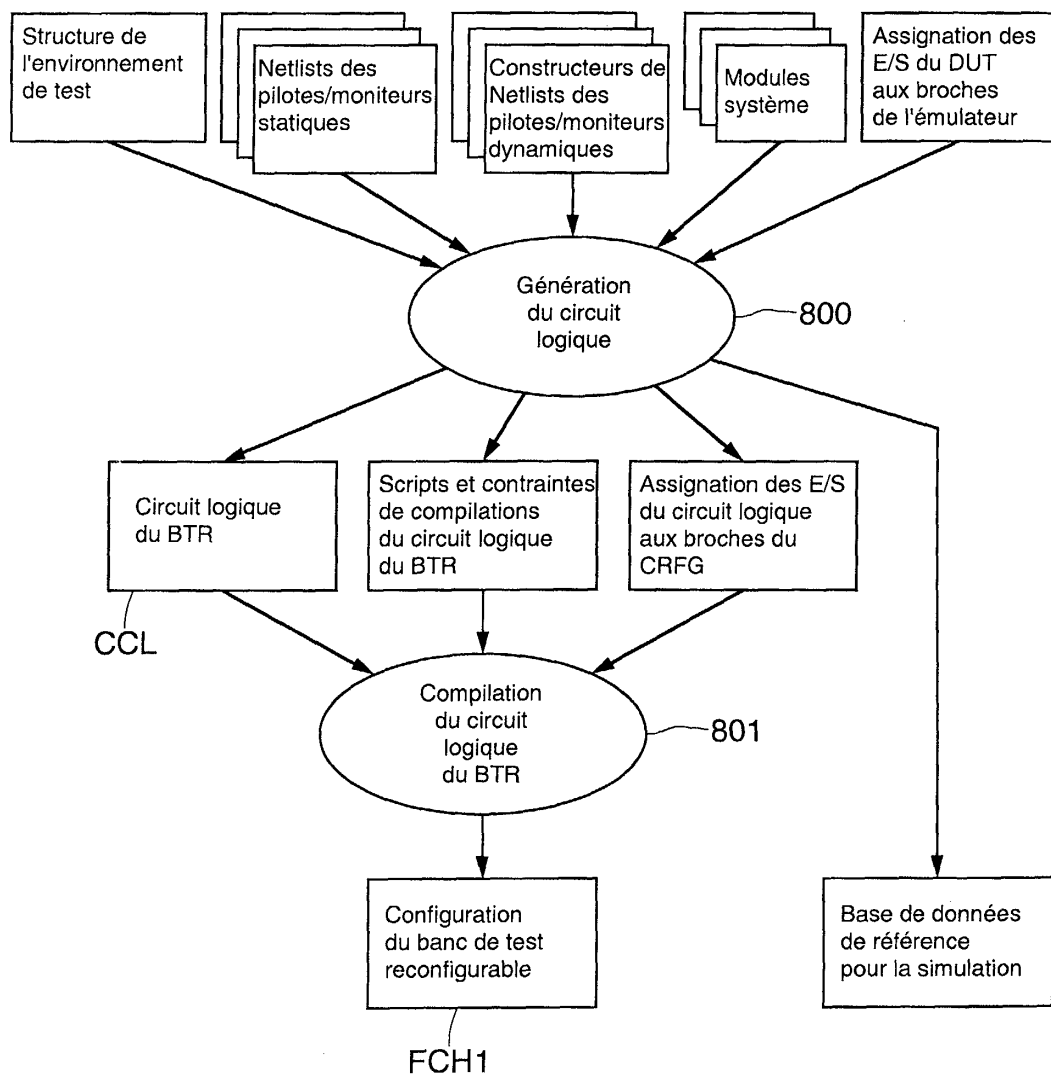 Structure de
l'environnement
de test
Netlists des
pilotes/moniteurs
statiques
Constructeurs de
Netlists des
pilotes/moniteurs
dynamiques
Modules
système
Assignation des
E/S du DUT
aux broches
de l'émulateur
Génération
du circuit
logique
800
Circuit logique
du BTR
CCL
Scripts et contraintes
de compilations
du circuit logique
du BTR
Assignation des E/S
du circuit logique
aux broches du
CRFG
Compilation
du circuit
logique
du BTR
801
Configuration
du banc de test
reconfigurable
FCH1
Base de données
de référence
pour la simulation